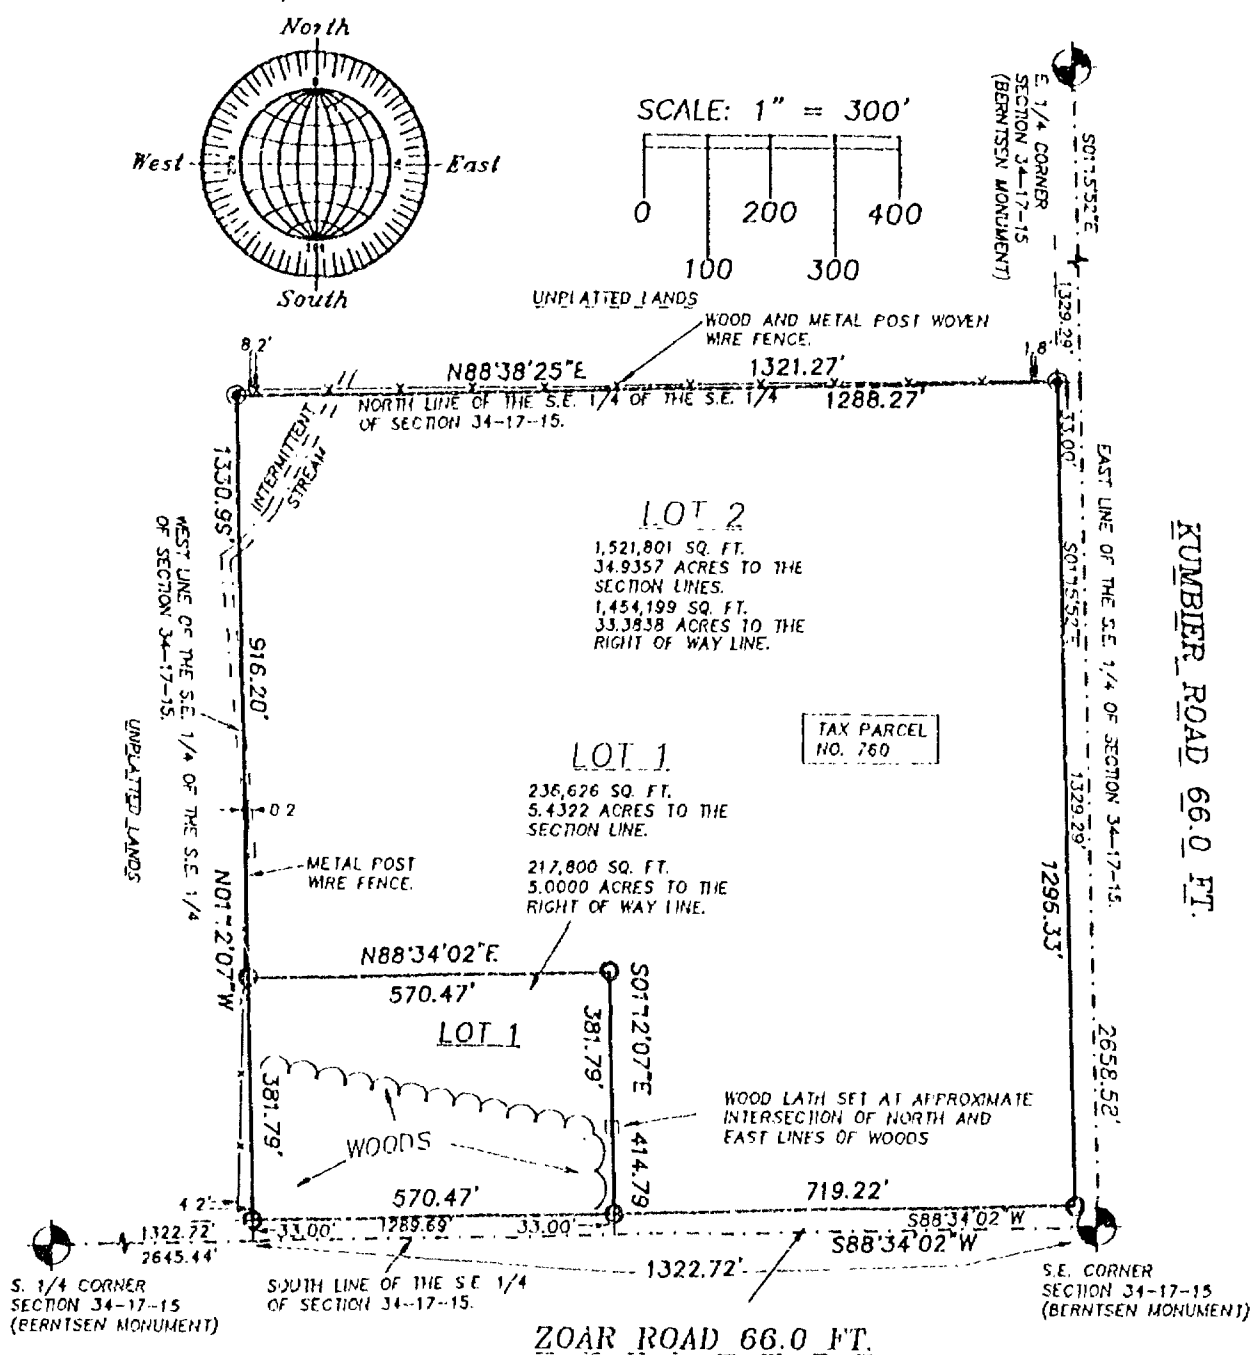 North
West
East
South
SCALE: 1" = 300'
0 200 400
100 300
E. 1/4 CORNER
SECTION 34-17-15
(BERNTSEN MONUMENT)
S01°15'52"E
1329.29'
UNPLATTED LANDS
WOOD AND METAL POST WOVEN
WIRE FENCE.
8.2'
1.8'
N88°38'25"E
1321.27'
NORTH LINE OF THE S.E. 1/4 OF THE S.E. 1/4
OF SECTION 34-17-15.
1288.27'
33.00'
INTERMITTENT
STREAM
1330.95'
WEST LINE OF THE S.E. 1/4 OF THE S.E. 1/4
OF SECTION 34-17-15.
916.20'
UNPLATTED LANDS
LOT 2
1,521,801 SQ. FT.
34.9357 ACRES TO THE
SECTION LINES.
1,454,199 SQ. FT.
33.3838 ACRES TO THE
RIGHT OF WAY LINE.
S01°15'52"E
EAST LINE OF THE S.E. 1/4 OF SECTION 34-17-15.
KUMBIER ROAD 66.0 FT.
TAX PARCEL
NO. 760
LOT 1
236,626 SQ. FT.
5.4322 ACRES TO THE
SECTION LINE.
217,800 SQ. FT.
5.0000 ACRES TO THE
RIGHT OF WAY LINE.
0.2
METAL POST
WIRE FENCE.
1329.29'
1296.33'
N01°12'07"W
N88°34'02"E
570.47'
LOT 1
S01°12'07"E
381.79'
381.79'
2658.52'
WOOD LATH SET AT APPROXIMATE
INTERSECTION OF NORTH AND
EAST LINES OF WOODS
WOODS
414.79
4.2'
570.47'
719.22'
1322.72'
33.00'
1289.69'
33.00'
S88°34'02"W
2645.44'
S88°34'02"W
1322.72'
S. 1/4 CORNER
SECTION 34-17-15
(BERNTSEN MONUMENT)
SOUTH LINE OF THE S.E. 1/4
OF SECTION 34-17-15.
S.E. CORNER
SECTION 34-17-15
(BERNTSEN MONUMENT)
ZOAR ROAD 66.0 FT.